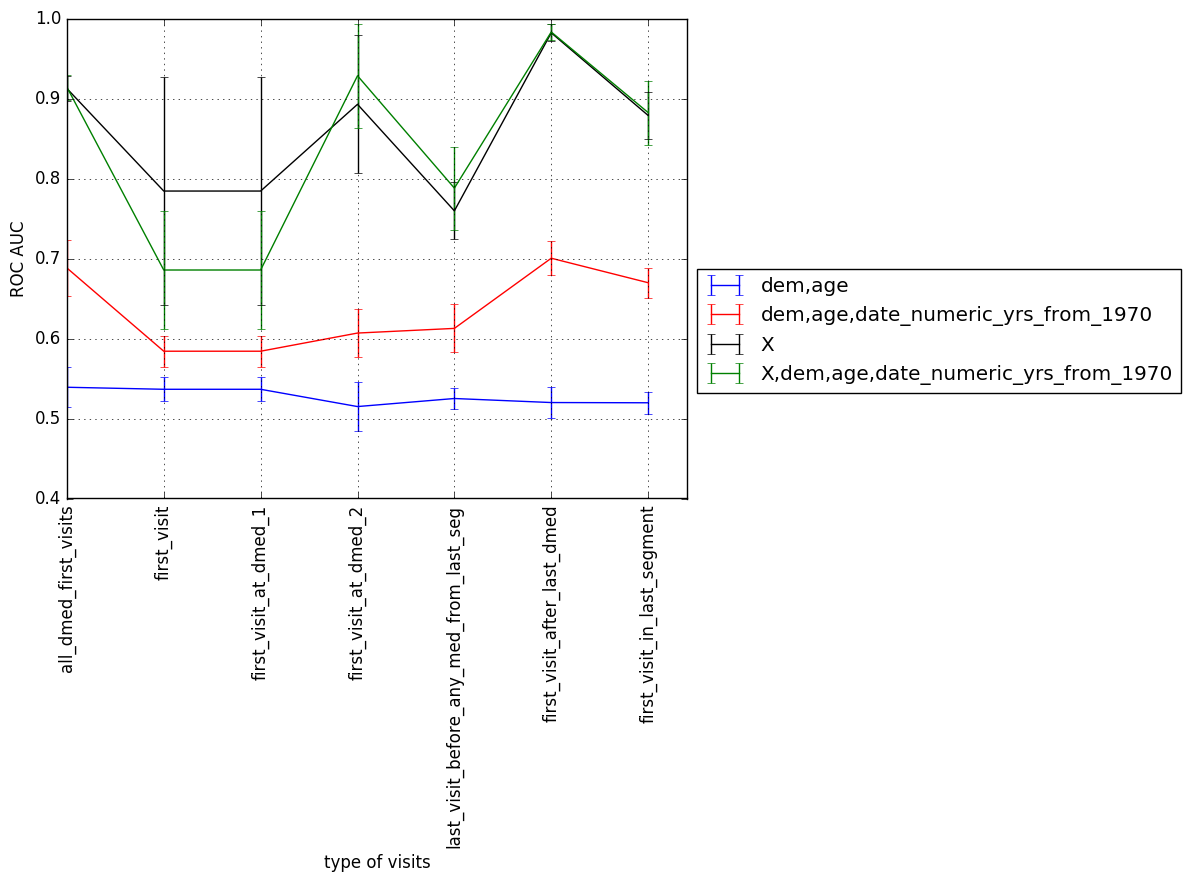 1.0
0.9
0.8
0.7
0.6
0.5
0.4
ROC AUC
all_dmed_first_visits
first_visit
first_visit_at_dmed_1
first_visit_at_dmed_2
last_visit_before_any_med_from_last_seg
first_visit_after_last_dmed
first_visit_in_last_segment
type of visits
dem,age
dem,age,date_numeric_yrs_from_1970
X
X,dem,age,date_numeric_yrs_from_1970